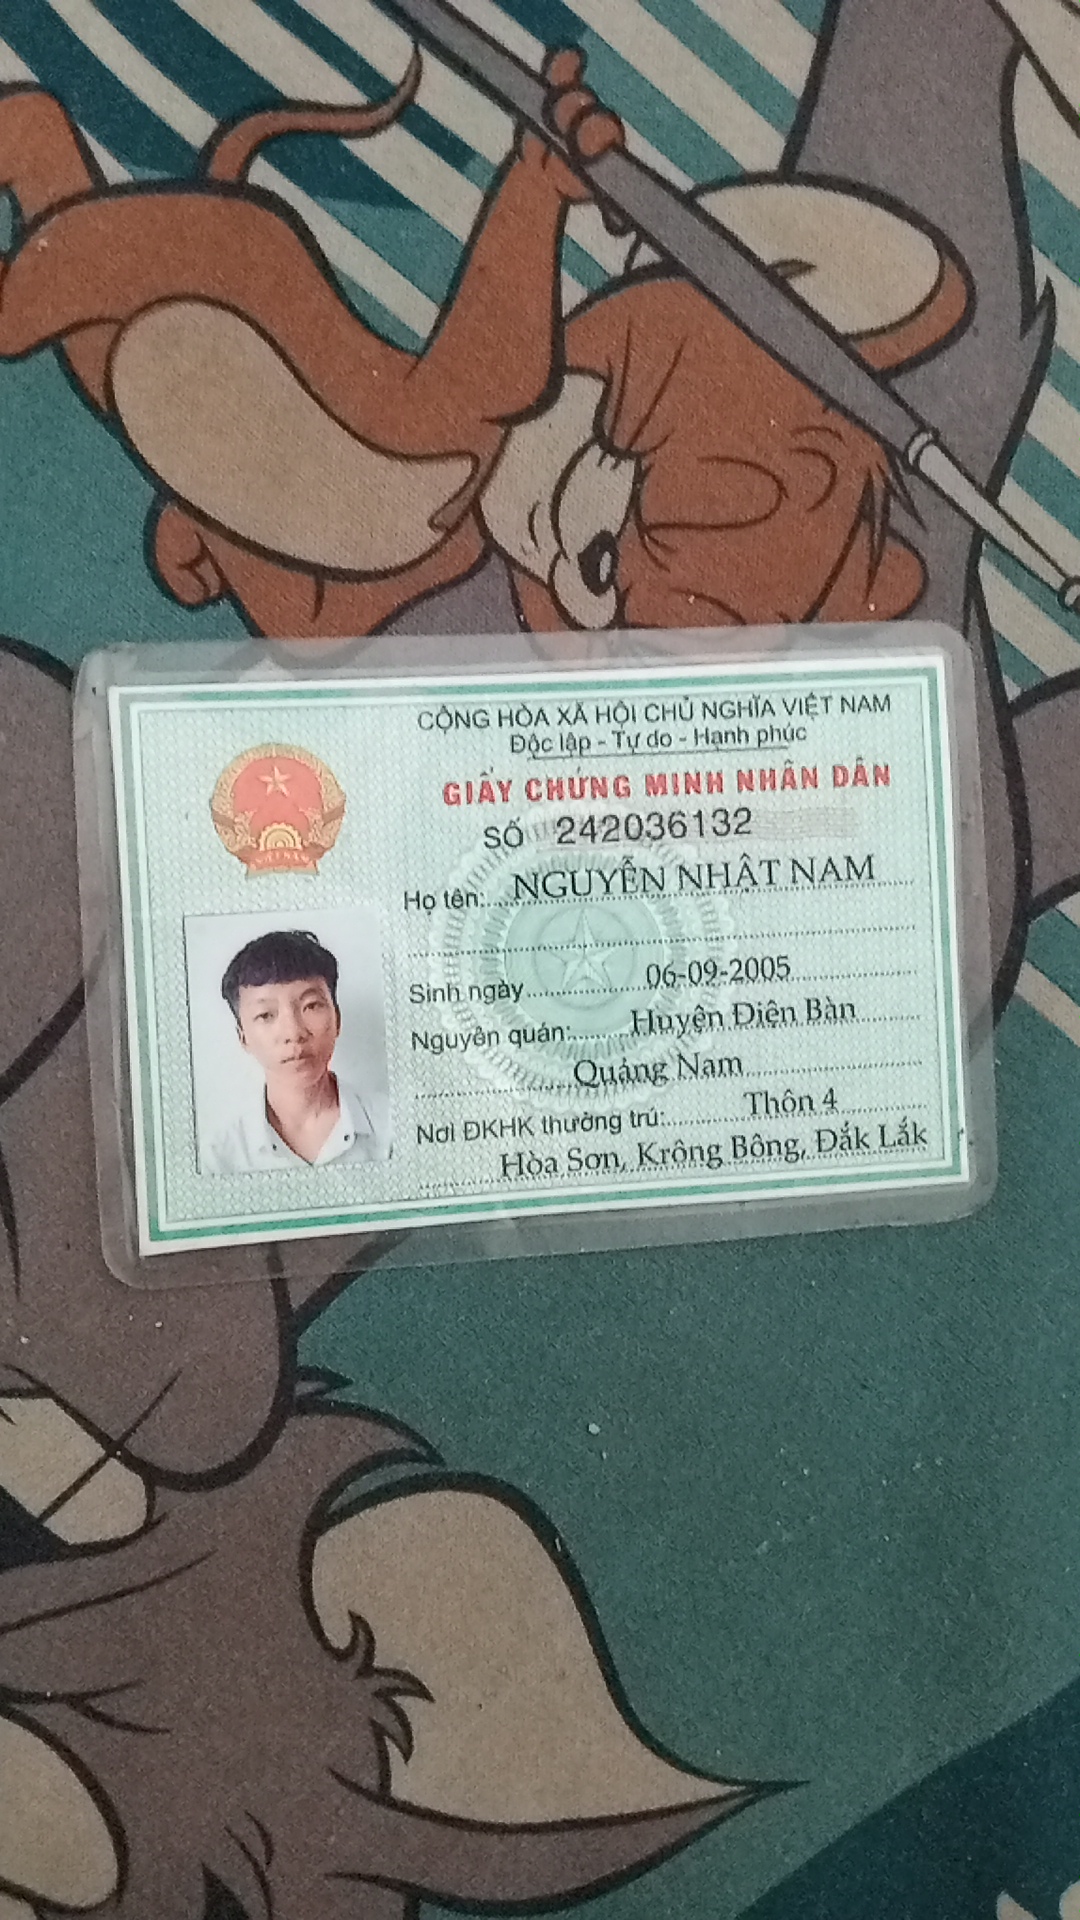 CỘNG HÒA XÃ HỘI CHỦ NGHĨA VIỆT NAM
Độc lập - Tự do - Hạnh phúc
GIẤY CHỨNG MINH NHÂN DÂN
SỐ 242036132
Họ tên: NGUYỄN NHẬT NAM
Sinh ngày 06-09-2005
Nguyên quán: Huyện Điện Bàn
Quảng Nam
Nơi ĐKHK thường trú: Thôn 4
Hòa Sơn, Krông Bông, Đắk Lắk
VIỆT NAM